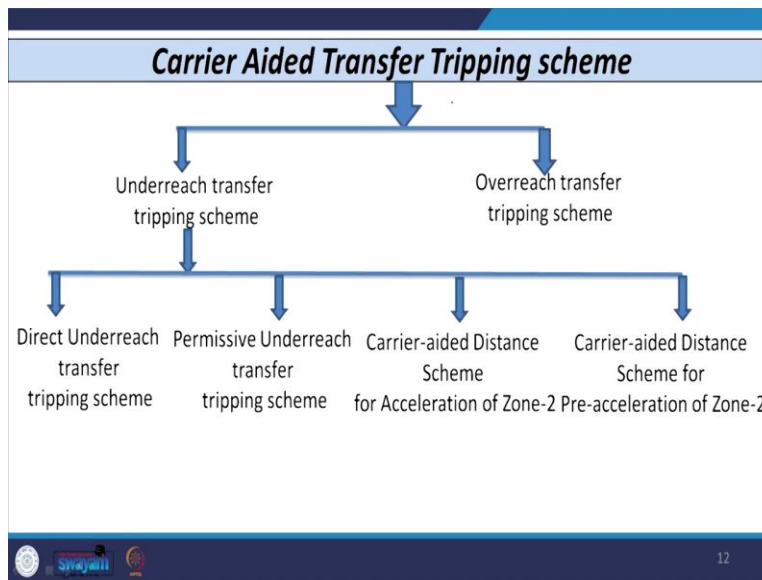 Carrier Aided Transfer Tripping scheme
Underreach transfer
tripping scheme
Overreach transfer
tripping scheme
Direct Underreach
transfer
tripping scheme
Permissive Underreach
transfer
tripping scheme
Carrier-aided Distance
Scheme
for Acceleration of Zone-2
Carrier-aided Distance
Scheme for
Pre-acceleration of Zone-2
swayam
12